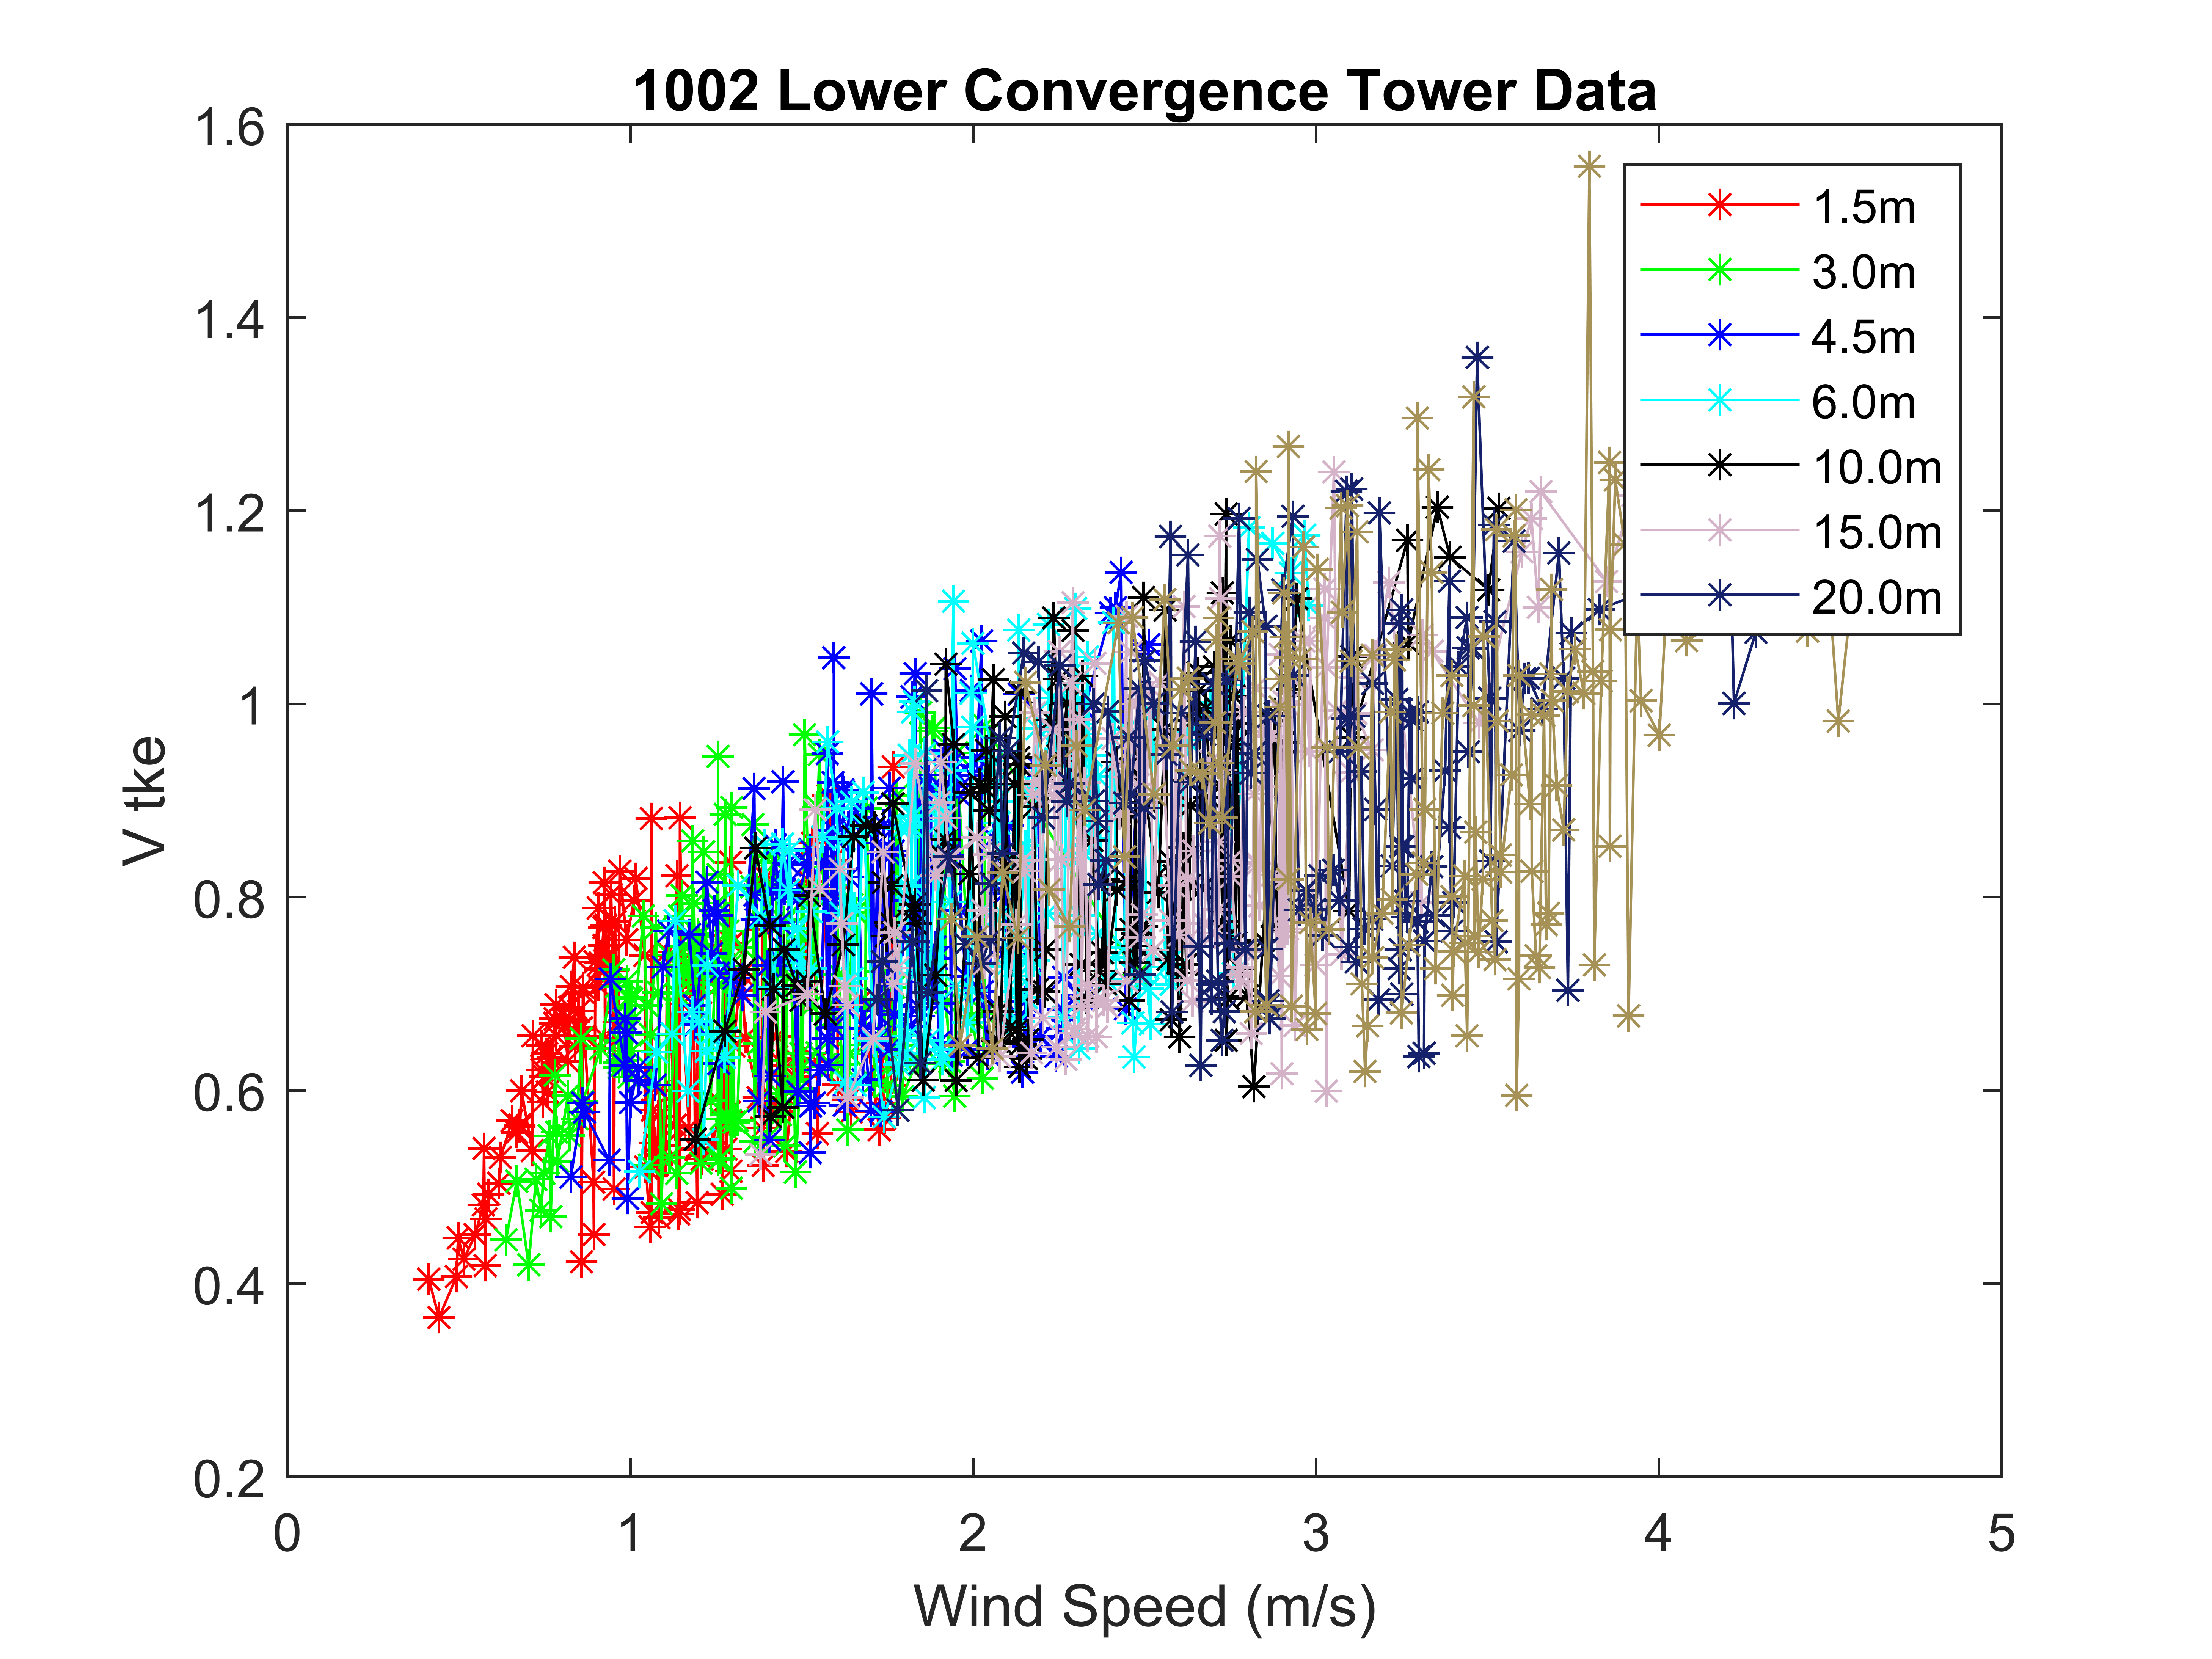 1002 Lower Convergence Tower Data
1.6
1.4
1.2
1
0.8
0.6
0.4
0.2
V tke
0 1 2 3 4 5
Wind Speed (m/s)
1.5m
3.0m
4.5m
6.0m
10.0m
15.0m
20.0m